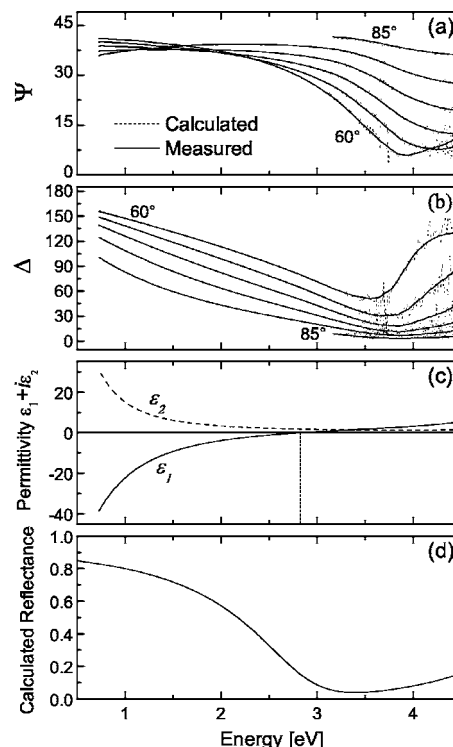 (a)
45
30
15
0
Ψ
85°
60°
Calculated
Measured
(b)
180
150
120
90
60
30
0
Δ
60°
85°
(c)
20
0
-20
-40
Permittivity ε1+iε2
ε2
ε1
(d)
1.0
0.8
0.6
0.4
0.2
0.0
Calculated Reflectance
1 2 3 4
Energy [eV]